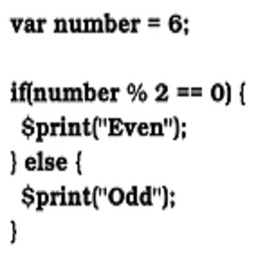 var number = 6;
if(number % 2 == 0) {
$print("Even");
} else {
$print("Odd");
}